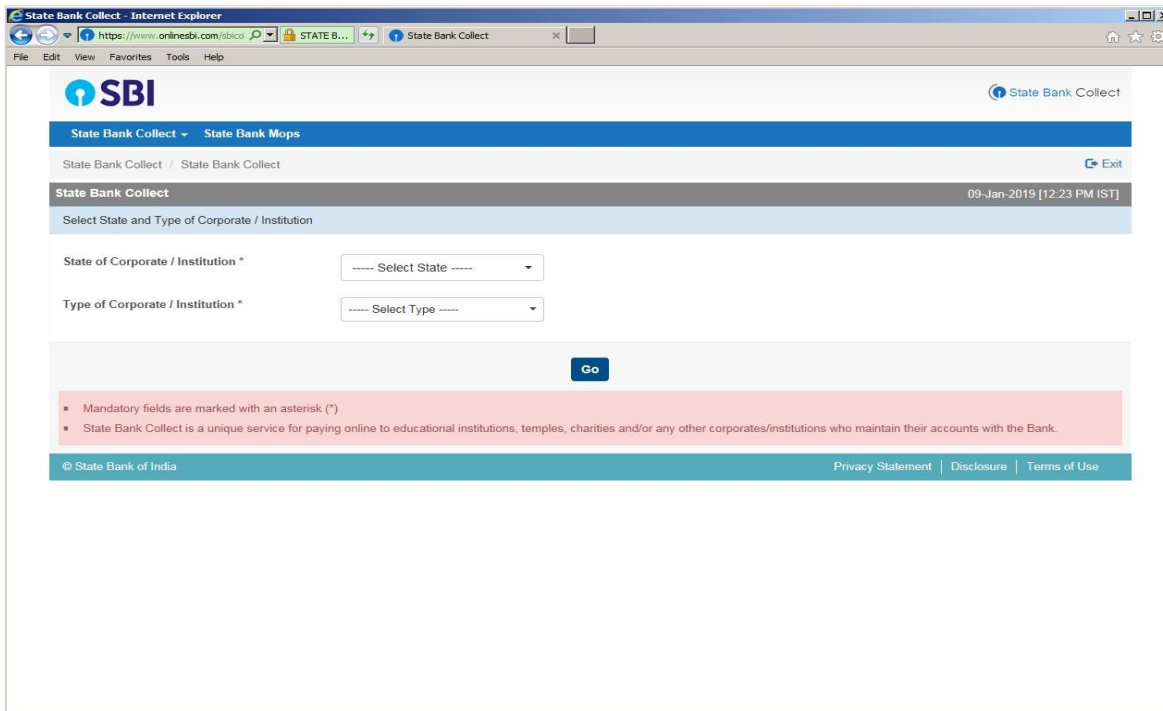 State Bank Collect - Internet Explorer
https://www.onlinesbi.com/sbico STATE B... State Bank Collect
File Edit View Favorites Tools Help
SBI State Bank Collect
State Bank Collect State Bank Mops
State Bank Collect / State Bank Collect Exit
State Bank Collect 09-Jan-2019 [12:23 PM IST]
Select State and Type of Corporate / Institution
State of Corporate / Institution * ----- Select State -----
Type of Corporate / Institution * ----- Select Type -----
Go
Mandatory fields are marked with an asterisk (*)
State Bank Collect is a unique service for paying online to educational institutions, temples, charities and/or any other corporates/institutions who maintain their accounts with the Bank.
© State Bank of India Privacy Statement | Disclosure | Terms of Use